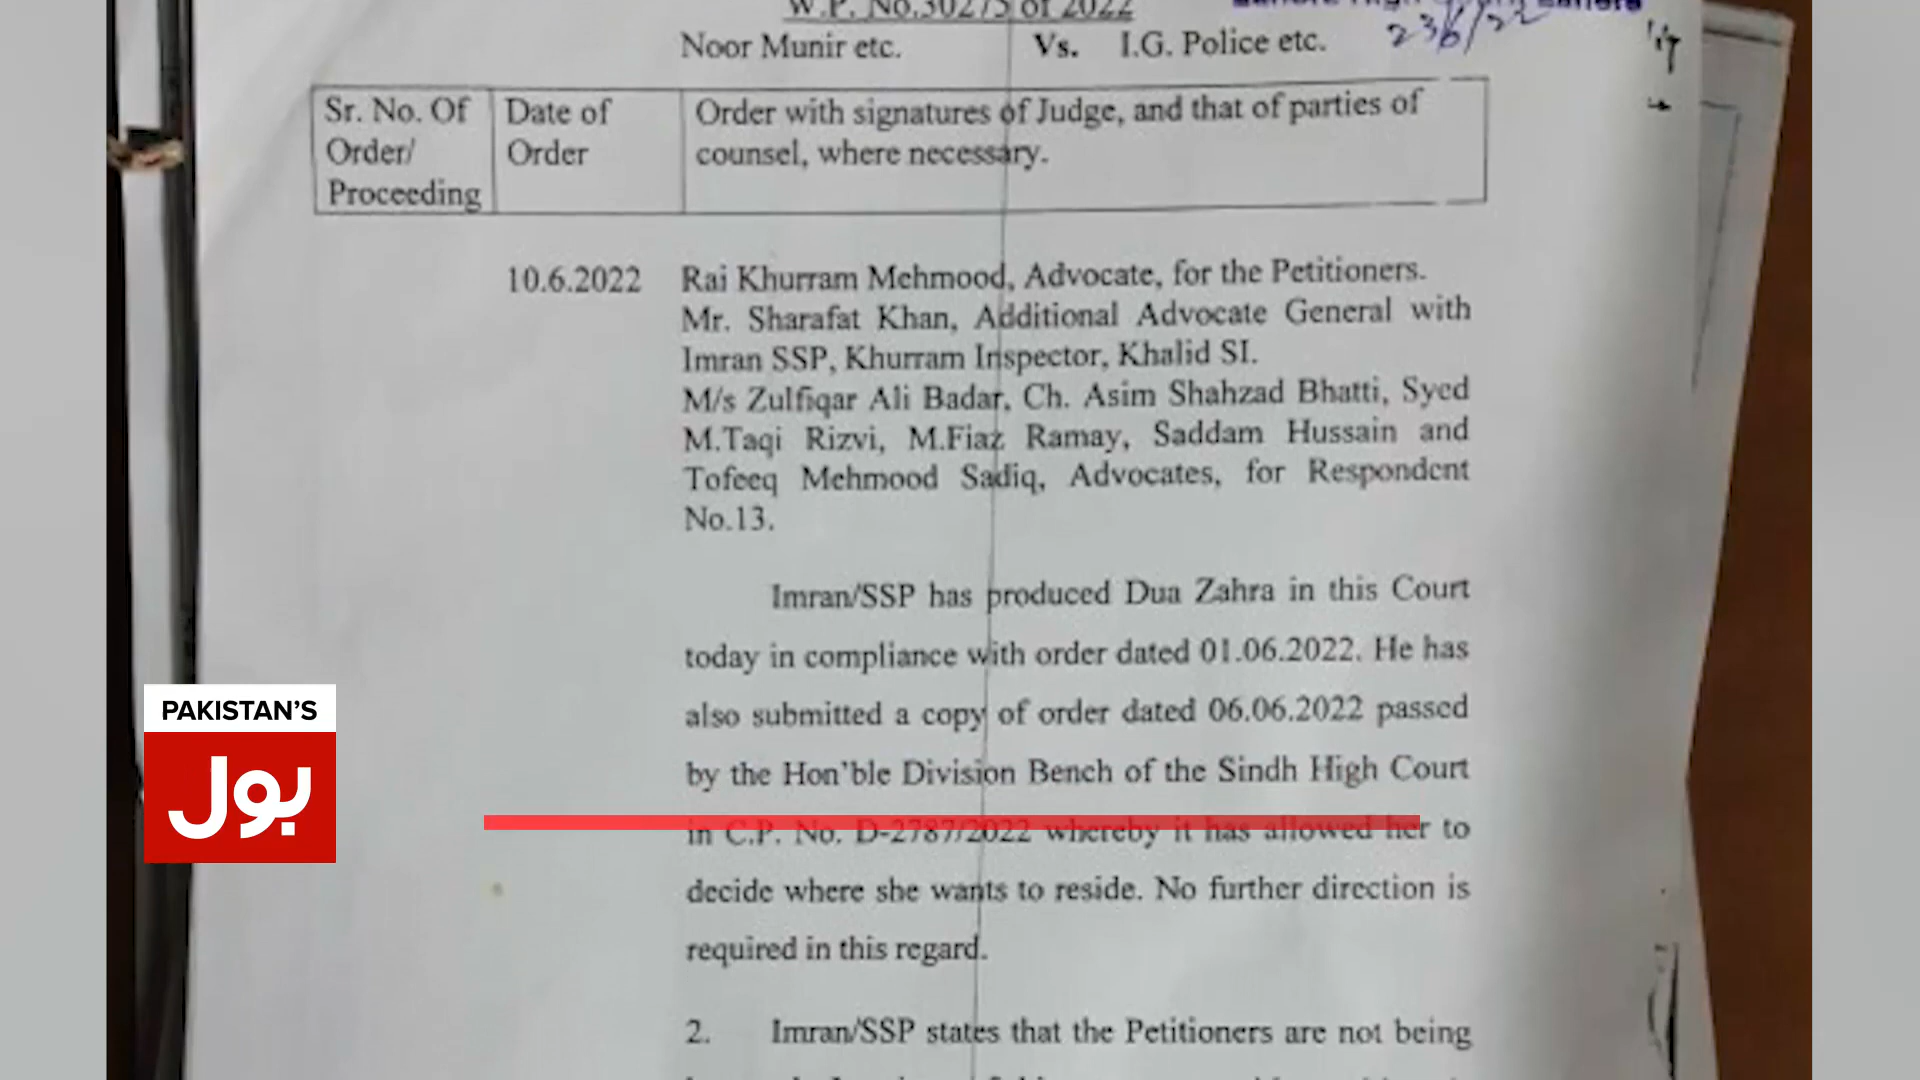 W.P. No.30275 of 2022
23/6/22
Noor Munir etc. Vs. I.G. Police etc.
Sr. No. Of Order/ Proceeding
Date of Order
Order with signatures of Judge, and that of parties of
counsel, where necessary.
10.6.2022
Rai Khurram Mehmood, Advocate, for the Petitioners.
Mr. Sharafat Khan, Additional Advocate General with
Imran SSP, Khurram Inspector, Khalid SI.
M/s Zulfiqar Ali Badar, Ch. Asim Shahzad Bhatti, Syed
M.Taqi Rizvi, M.Fiaz Ramay, Saddam Hussain and
Tofeeq Mehmood Sadiq, Advocates, for Respondent
No.13.
Imran/SSP has produced Dua Zahra in this Court
today in compliance with order dated 01.06.2022. He has
also submitted a copy of order dated 06.06.2022 passed
by the Hon'ble Division Bench of the Sindh High Court
in C.P. No. D-2787/2022 whereby it has allowed her to
decide where she wants to reside. No further direction is
required in this regard.
2. Imran/SSP states that the Petitioners are not being
PAKISTAN'S
بول